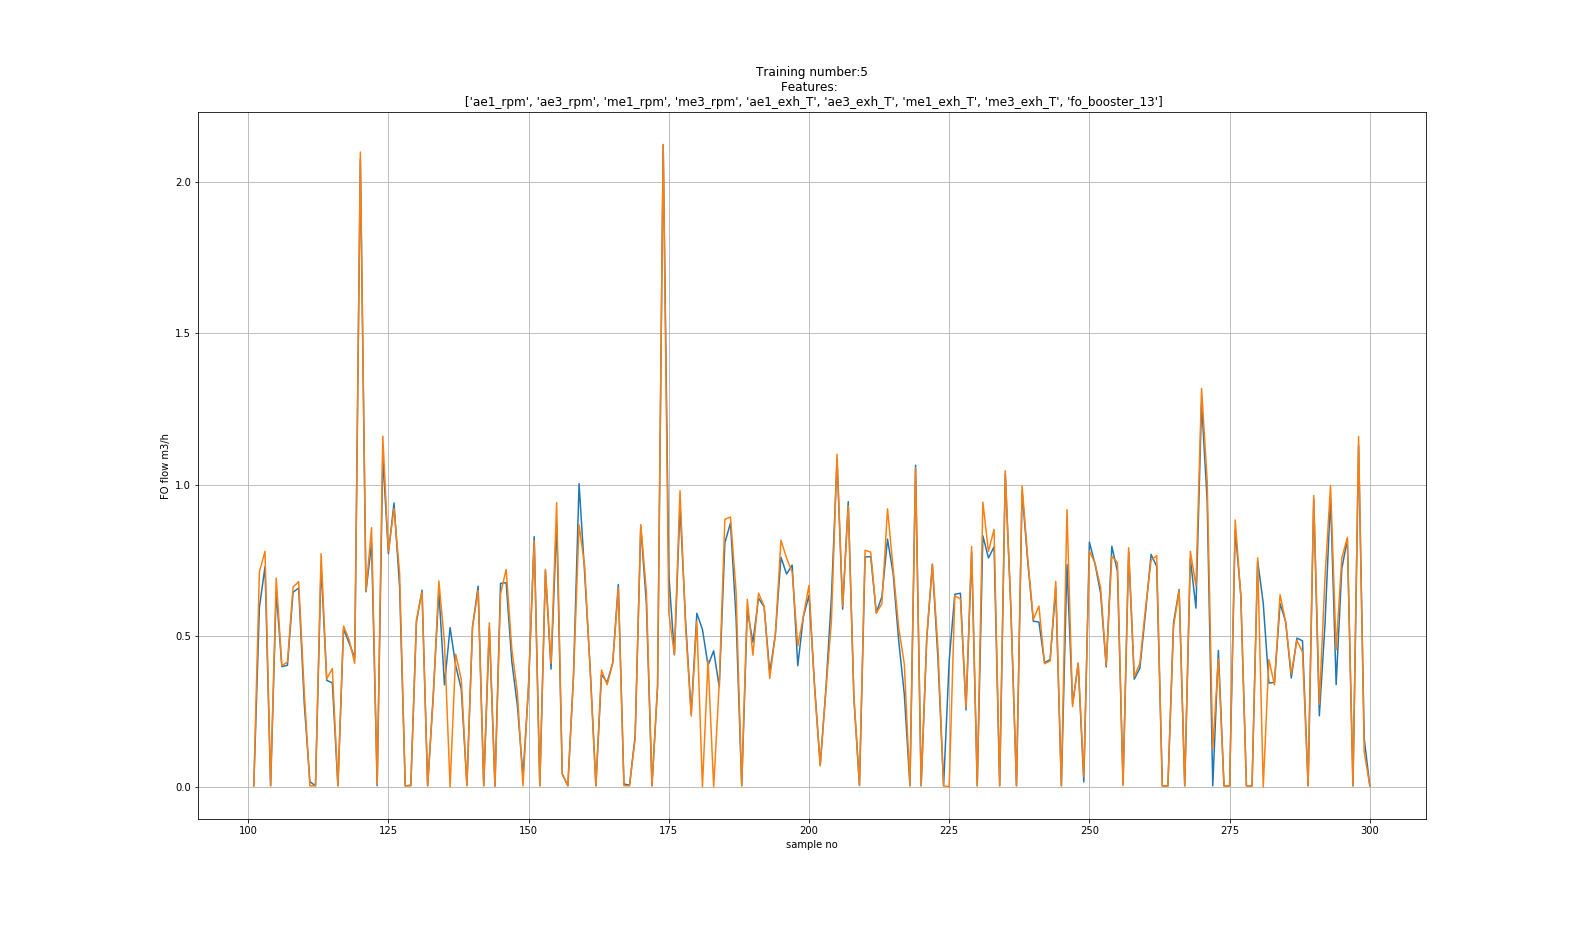 Training number:5
Features:
['ae1_rpm', 'ae3_rpm', 'me1_rpm', 'me3_rpm', 'ae1_exh_T', 'ae3_exh_T', 'me1_exh_T', 'me3_exh_T', 'fo_booster_13']
2.0
1.5
1.0
0.5
0.0
FO flow m3/h
100 125 150 175 200 225 250 275 300
sample no